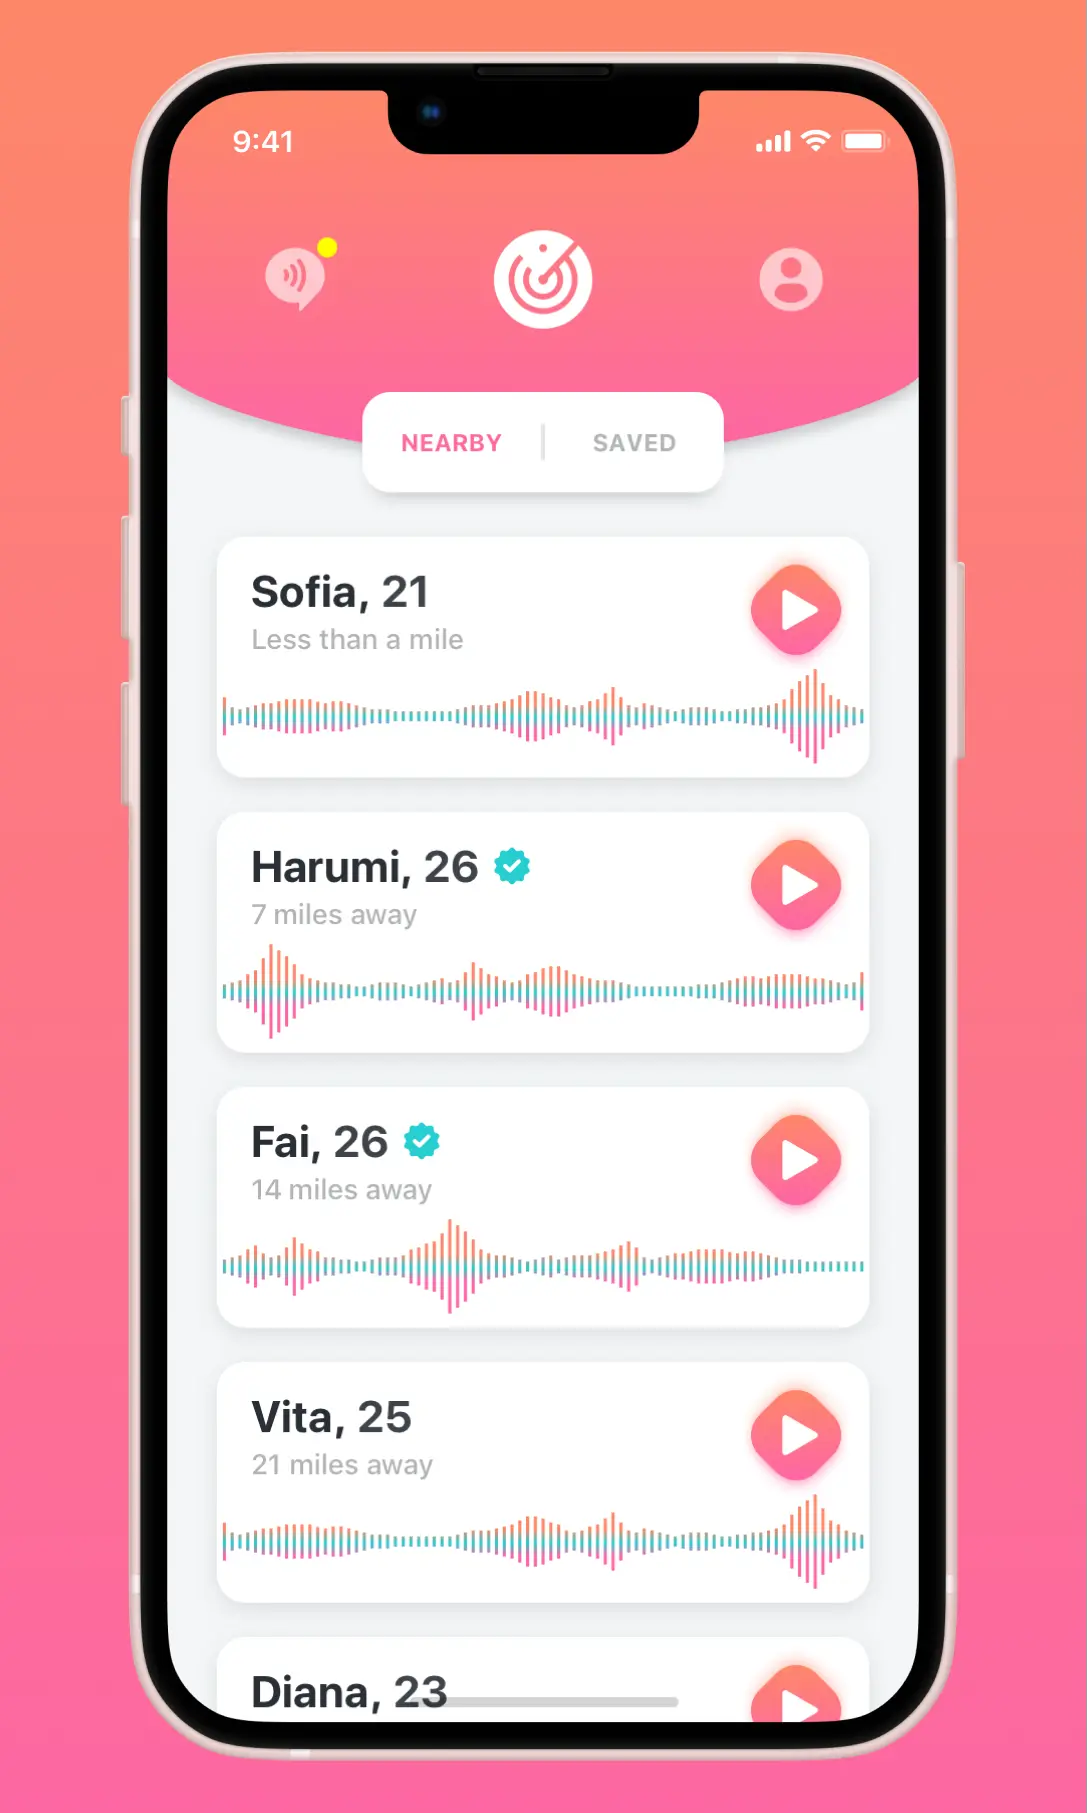 9:41
NEARBY
SAVED
Sofia, 21
Less than a mile
Harumi, 26
7 miles away
Fai, 26
14 miles away
Vita, 25
21 miles away
Diana, 23